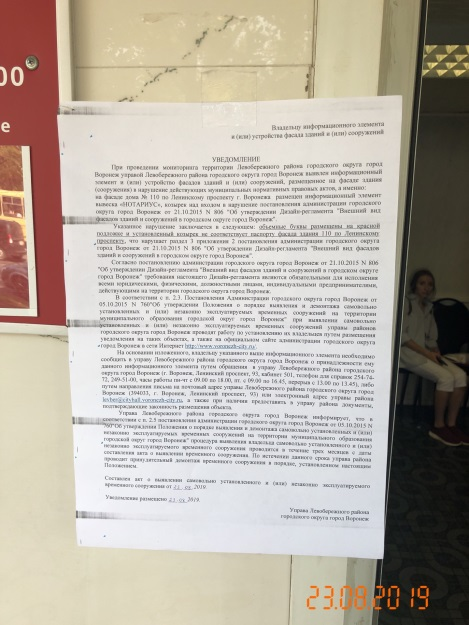 00
е
Владельцу информационного элемента
и (или) устройства фасада зданий и (или) сооружений
УВЕДОМЛЕНИЕ
При проведении мониторинга территории Левобережного района городского округа город
Воронеж управой Левобережного района городского округа город Воронеж выявлен информационный
элемент и (или) устройство фасада зданий и (или) сооружений, размещенное на фасаде здания
(сооружения) в нарушение действующих муниципальных нормативных правовых актов, а именно:
на фасаде дома № 110 по Ленинскому проспекту г. Воронежа размещен информационный элемент
вывеска «НОТАРИУС», козырек над входом в нарушение постановления администрации городского
округа город Воронеж от 21.10.2015 N 806 "Об утверждении Дизайн-регламента "Внешний вид
фасадов зданий и сооружений в городском округе город Воронеж".
Указанное нарушение заключается в следующем: объемные буквы размещены на красной
подложке и установленный козырек не соответствует паспорту фасада здания 110 по Ленинскому
проспекту, что нарушает раздел 3 приложения 2 постановления администрации городского округа
город Воронеж от 21.10.2015 N 806 "Об утверждении Дизайн-регламента "Внешний вид фасадов
зданий и сооружений в городском округе город Воронеж".
Согласно постановлению администрации городского округа город Воронеж от 21.10.2015 N 806
"Об утверждении Дизайн-регламента "Внешний вид фасадов зданий и сооружений в городском округе
город Воронеж" требования настоящего Дизайн-регламента являются обязательными для исполнения
всеми юридическими, физическими, должностными лицами, индивидуальными предпринимателями,
действующими на территории городского округа город Воронеж.
В соответствии с п. 2.3. Постановления Администрации городского округа город Воронеж от
05.10.2015 N 760"Об утверждении Положения о порядке выявления и демонтажа самовольно
установленных и (или) незаконно эксплуатируемых временных сооружений на территории
муниципального образования городской округ город Воронеж" при выявлении самовольно
установленных и (или) незаконно эксплуатируемых временных сооружений управы районов
городского округа город Воронеж проводят работу по установлению их владельцев путем размещения
уведомления на таких объектах, а также на официальном сайте администрации городского округа
город Воронеж в сети Интернет http://www.voronezh-city.ru/.
На основании изложенного, владельцу указанного выше информационного элемента необходимо
сообщить в управу Левобережного района городского округа город Воронеж о принадлежности ему
данного информационного элемента путем обращения в управу Левобережного района городского
округа город Воронеж (г. Воронеж, Ленинский проспект, 93, кабинет 501, телефон для справок 254-74-
72, 249-51-00, часы работы пн-чт с 09.00 по 18.00, пт. с 09.00 по 16.45, перерыв с 13.00 по 13.45), либо
путем направления письма на почтовый адрес управы Левобережного района городского округа город
Воронеж (394033, г. Воронеж, Ленинский проспект, 93) или электронный адрес управы района
levber@cityhall.voronezh-city.ru, а также при наличии предоставить в управу района документы,
подтверждающие законность размещения объекта.
Управа Левобережного района городского округа город Воронеж информирует, что в
соответствии с п. 2.3 постановления администрации городского округа город Воронеж от 05.10.2015 N
760"Об утверждении Положения о порядке выявления и демонтажа самовольно установленных и (или)
незаконно эксплуатируемых временных сооружений на территории муниципального образования
городской округ город Воронеж" процедура выявления владельца самовольно установленного и (или)
незаконно эксплуатируемого временного сооружения проводится в течение трех месяцев с даты
составления акта о выявлении временного сооружения. По истечении данного срока управа района
проводит принудительный демонтаж временного сооружения в порядке, установленном настоящим
Положением.
Составлен акт о выявлении самовольно установленного и (или) незаконно эксплуатируемого
временного сооружения от 2019.
Уведомление размещено 2019.
Управа Левобережного района
городского округа город Воронеж
23.08.2019